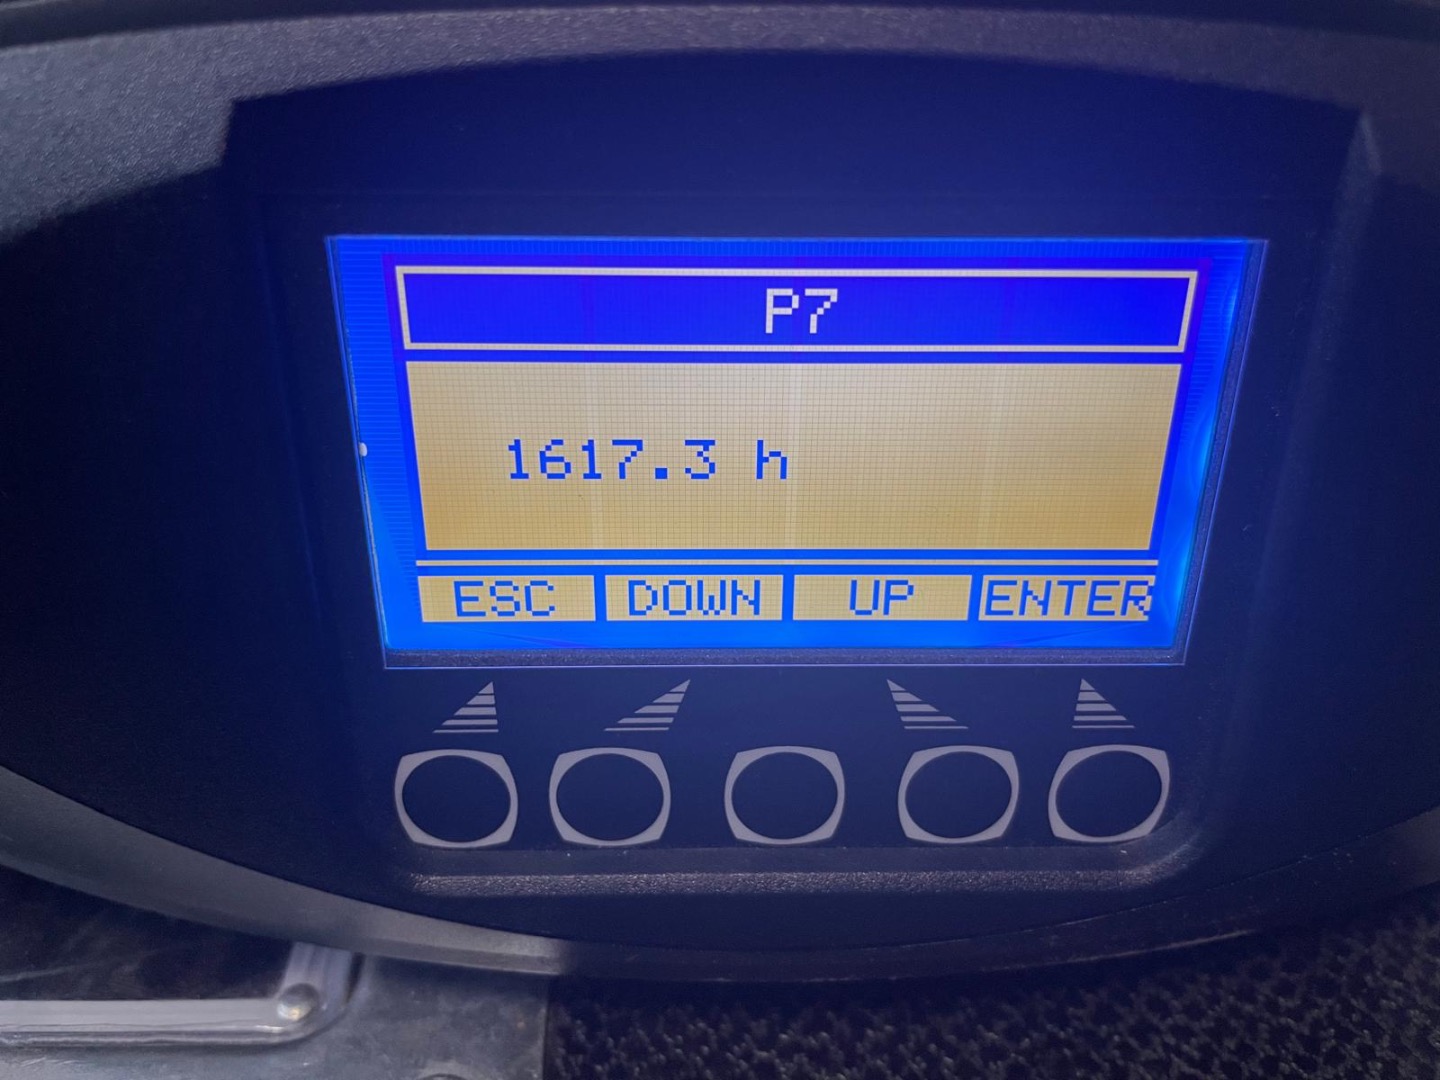 P7
1617.3 h
ESC DOWN UP ENTER